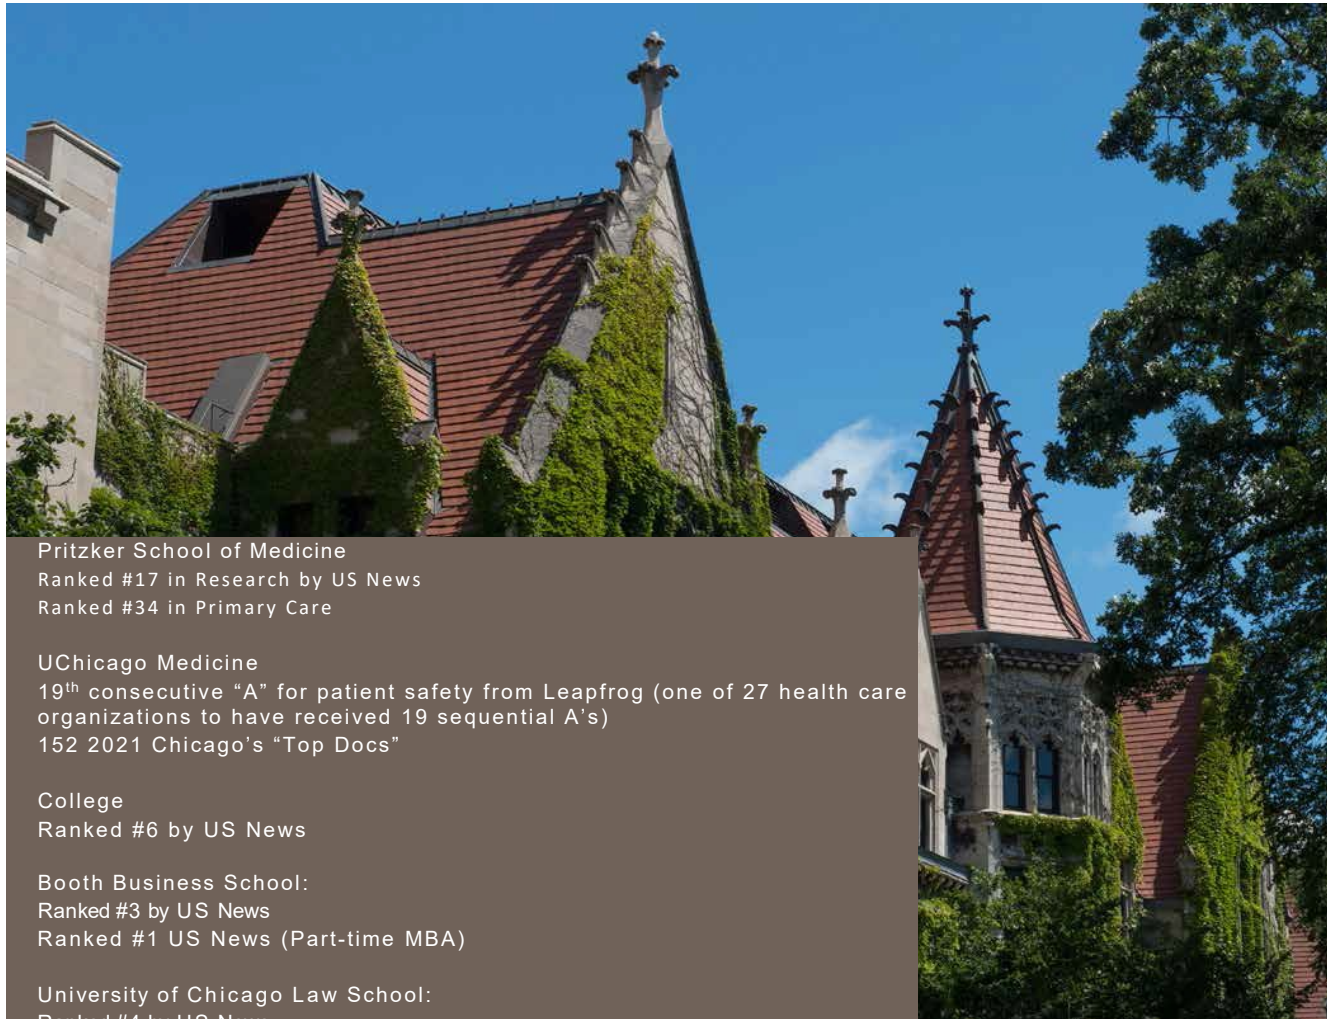 Pritzker School of Medicine
Ranked #17 in Research by US News
Ranked #34 in Primary Care
UChicago Medicine
19th consecutive “A” for patient safety from Leapfrog (one of 27 health care
organizations to have received 19 sequential A’s)
152 2021 Chicago’s “Top Docs”
College
Ranked #6 by US News
Booth Business School:
Ranked #3 by US News
Ranked #1 US News (Part-time MBA)
University of Chicago Law School: